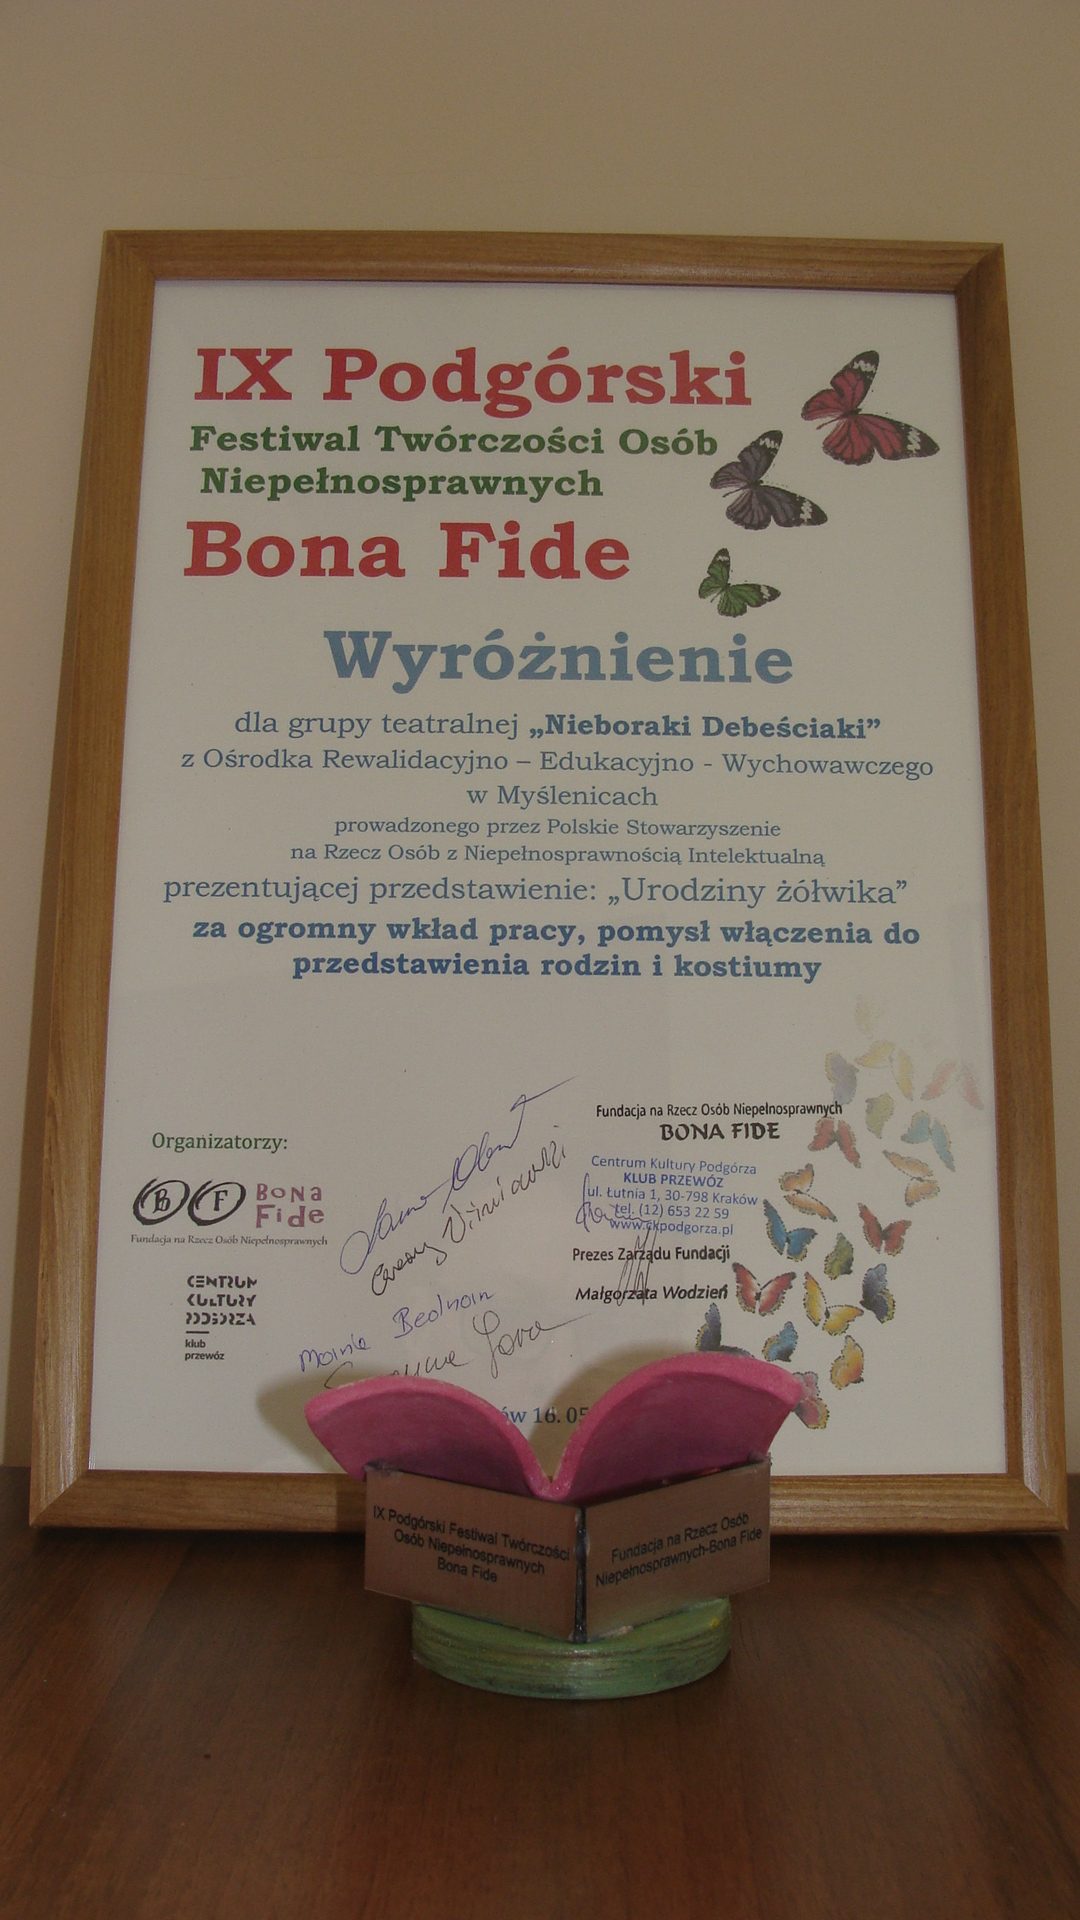 IX Podgórski
Festiwal Twórczości Osób
Niepełnosprawnych
Bona Fide
Wyróżnienie
dla grupy teatralnej „Nieboraki Debeściaki”
z Ośrodka Rewalidacyjno – Edukacyjno - Wychowawczego
w Myślenicach
prowadzonego przez Polskie Stowarzyszenie
na Rzecz Osób z Niepełnosprawnością Intelektualną
prezentującej przedstawienie: „Urodziny żółwika”
za ogromny wkład pracy, pomysł włączenia do
przedstawienia rodzin i kostiumy
Organizatorzy:
B F Bona
Fide
Fundacja na Rzecz Osób Niepełnosprawnych
CENTRUM
KULTURY
PODGÓRZA
klub
przewóz
Fundacja na Rzecz Osób Niepełnosprawnych
BONA FIDE
Centrum Kultury Podgórza
KLUB PRZEWÓZ
ul. Łutnia 1, 30-798 Kraków
tel. (12) 653 22 59
www.ckpodgorza.pl
Prezes Zarządu Fundacji
Małgorzata Wodzień
16. 05
IX Podgórski Festiwal Twórczości
Osób Niepełnosprawnych
Bona Fide
Fundacja na Rzecz Osób
Niepełnosprawnych-Bona Fide